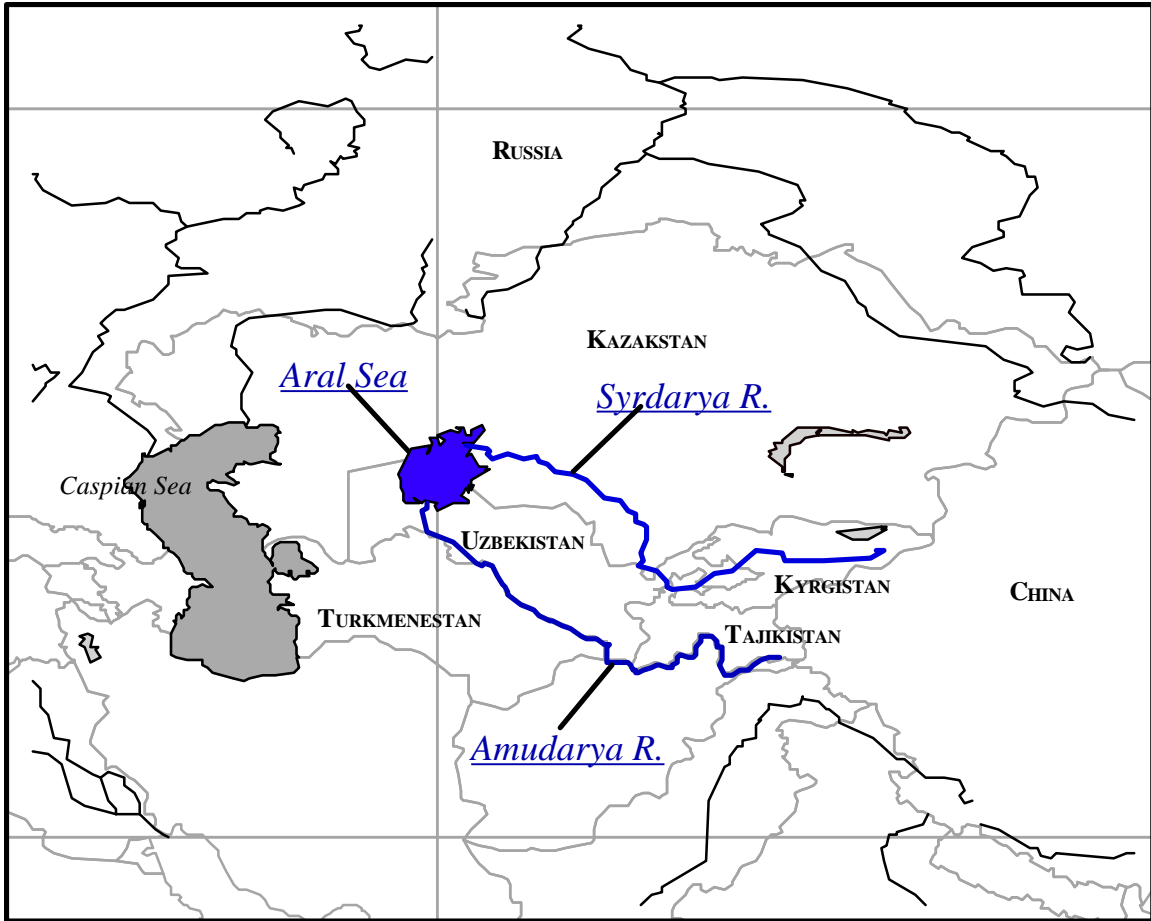 RUSSIA
KAZAKSTAN
Aral Sea
Syrdarya R.
Caspian Sea
UZBEKISTAN
KYRGISTAN
CHINA
TURKMENESTAN
TAJIKISTAN
Amudarya R.